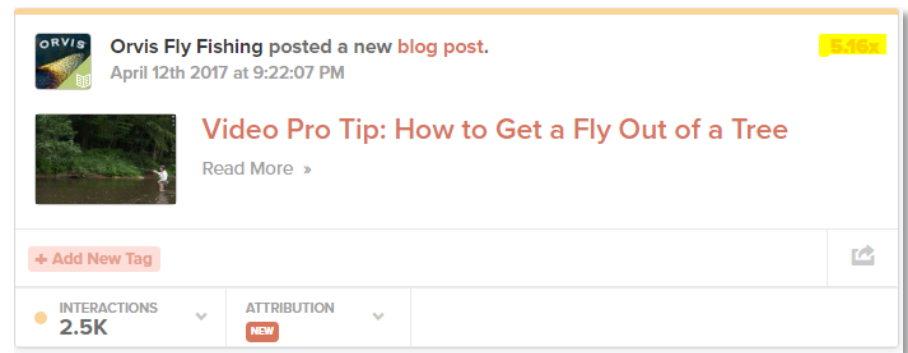 ORVIS
Orvis Fly Fishing posted a new blog post.
5.16x
April 12th 2017 at 9:22:07 PM
Video Pro Tip: How to Get a Fly Out of a Tree
Read More »
+ Add New Tag
INTERACTIONS
2.5K
ATTRIBUTION
NEW